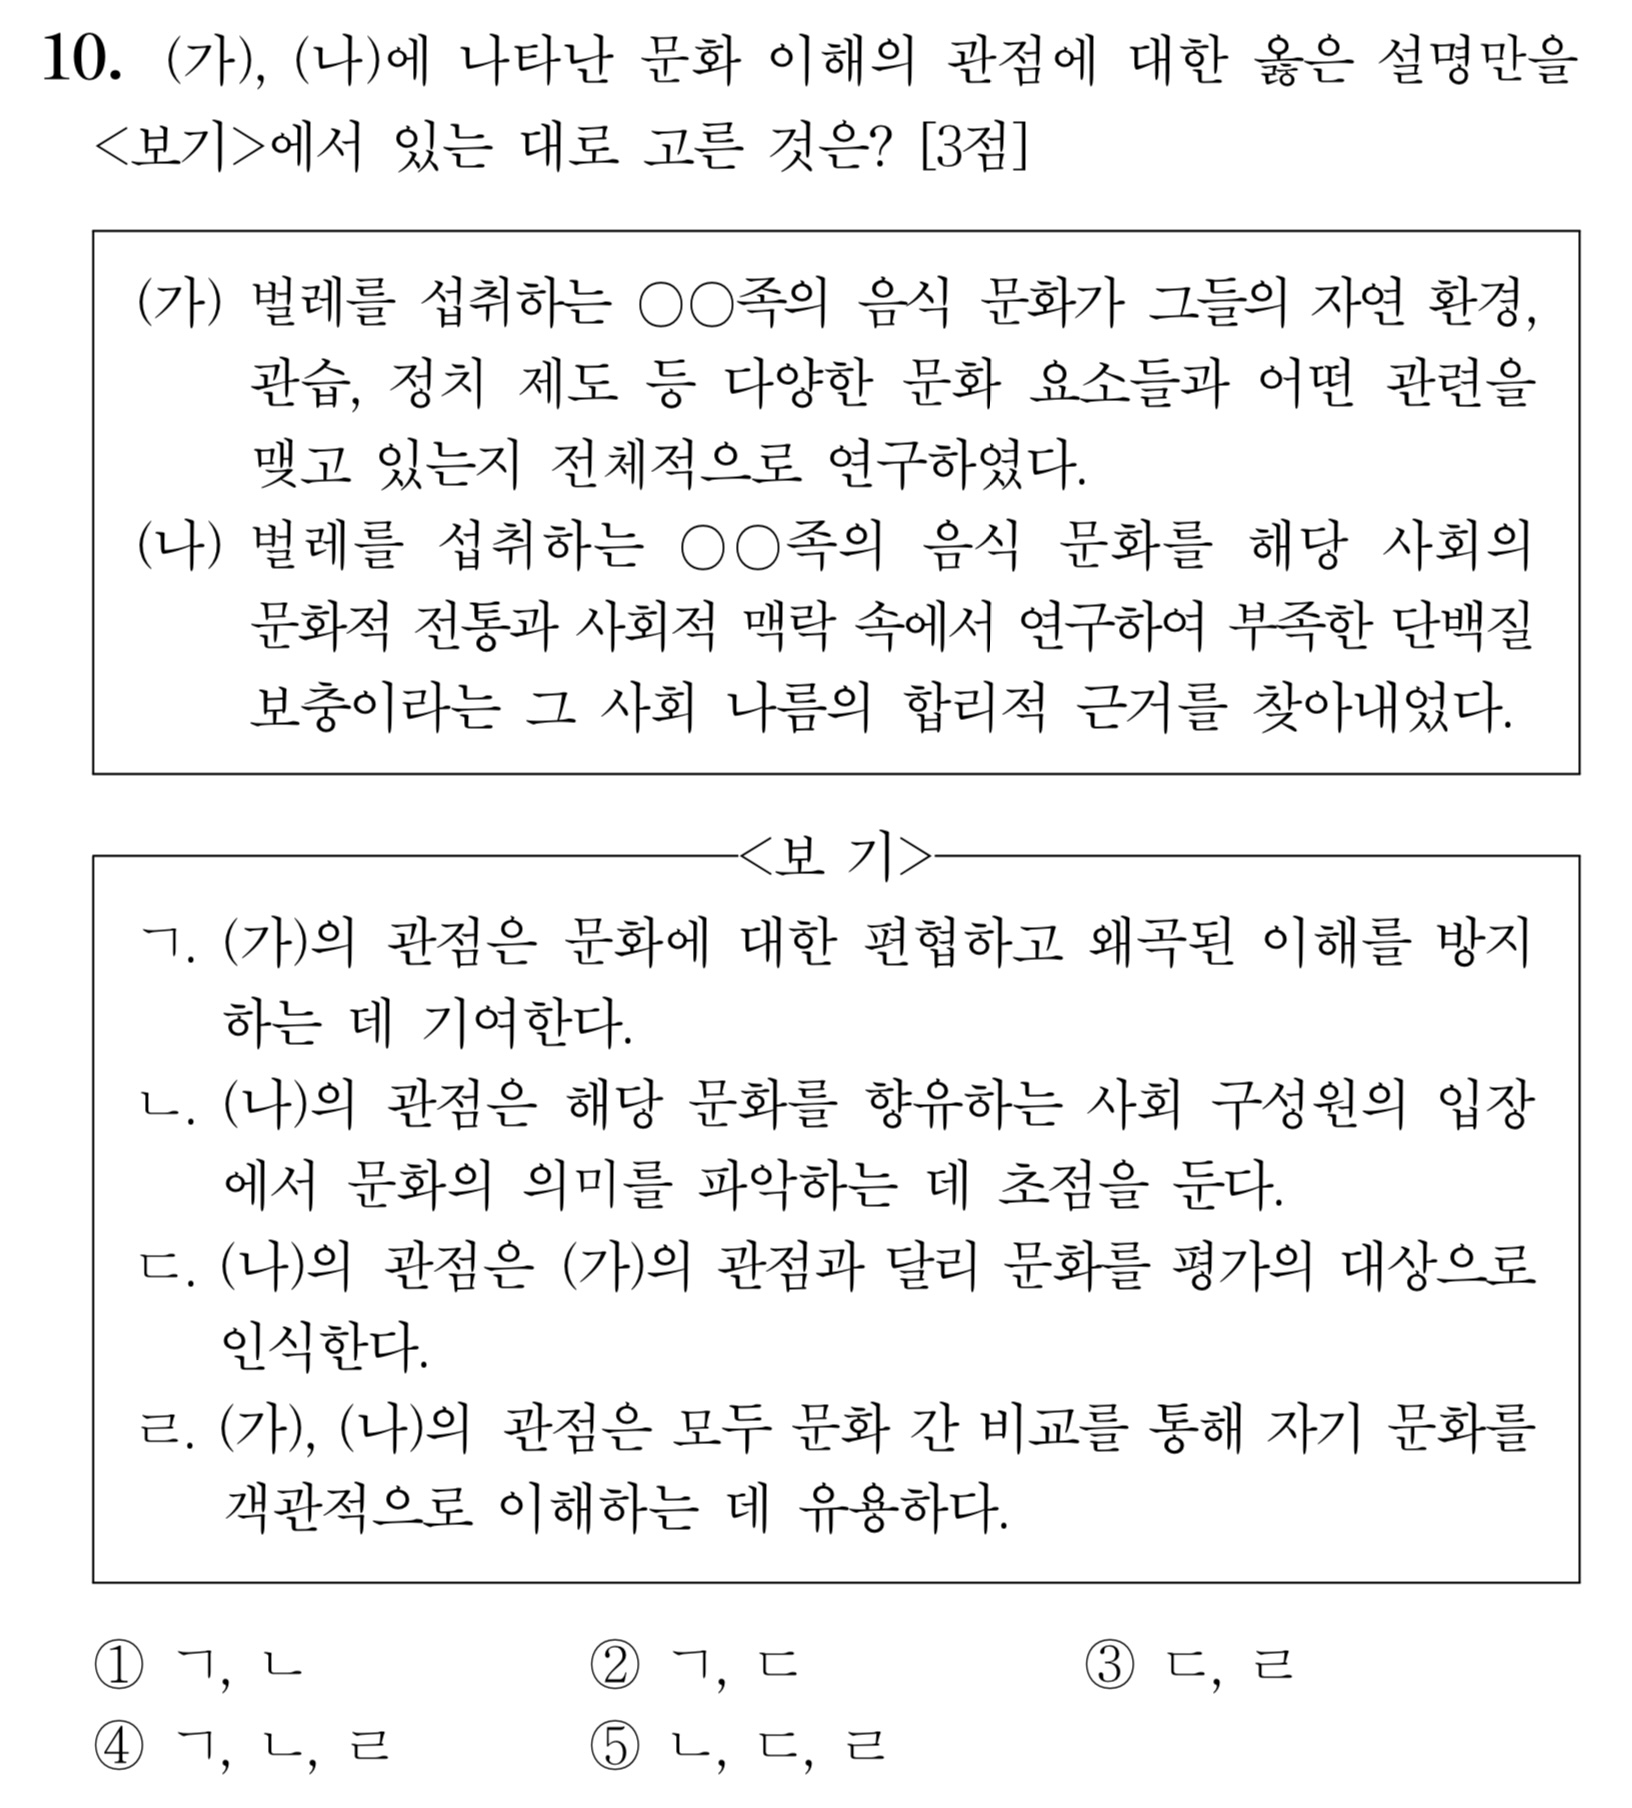 10. (가), (나)에 나타난 문화 이해의 관점에 대한 옳은 설명만을
<보기>에서 있는 대로 고른 것은? [3점]
(가) 벌레를 섭취하는 ○○족의 음식 문화가 그들의 자연 환경,
관습, 정치 제도 등 다양한 문화 요소들과 어떤 관련을
맺고 있는지 전체적으로 연구하였다.
(나) 벌레를 섭취하는 ○○족의 음식 문화를 해당 사회의
문화적 전통과 사회적 맥락 속에서 연구하여 부족한 단백질
보충이라는 그 사회 나름의 합리적 근거를 찾아내었다.
<보 기>
ㄱ. (가)의 관점은 문화에 대한 편협하고 왜곡된 이해를 방지
하는 데 기여한다.
ㄴ. (나)의 관점은 해당 문화를 향유하는 사회 구성원의 입장
에서 문화의 의미를 파악하는 데 초점을 둔다.
ㄷ. (나)의 관점은 (가)의 관점과 달리 문화를 평가의 대상으로
인식한다.
ㄹ. (가), (나)의 관점은 모두 문화 간 비교를 통해 자기 문화를
객관적으로 이해하는 데 유용하다.
① ㄱ, ㄴ ② ㄱ, ㄷ ③ ㄷ, ㄹ
④ ㄱ, ㄴ, ㄹ ⑤ ㄴ, ㄷ, ㄹ